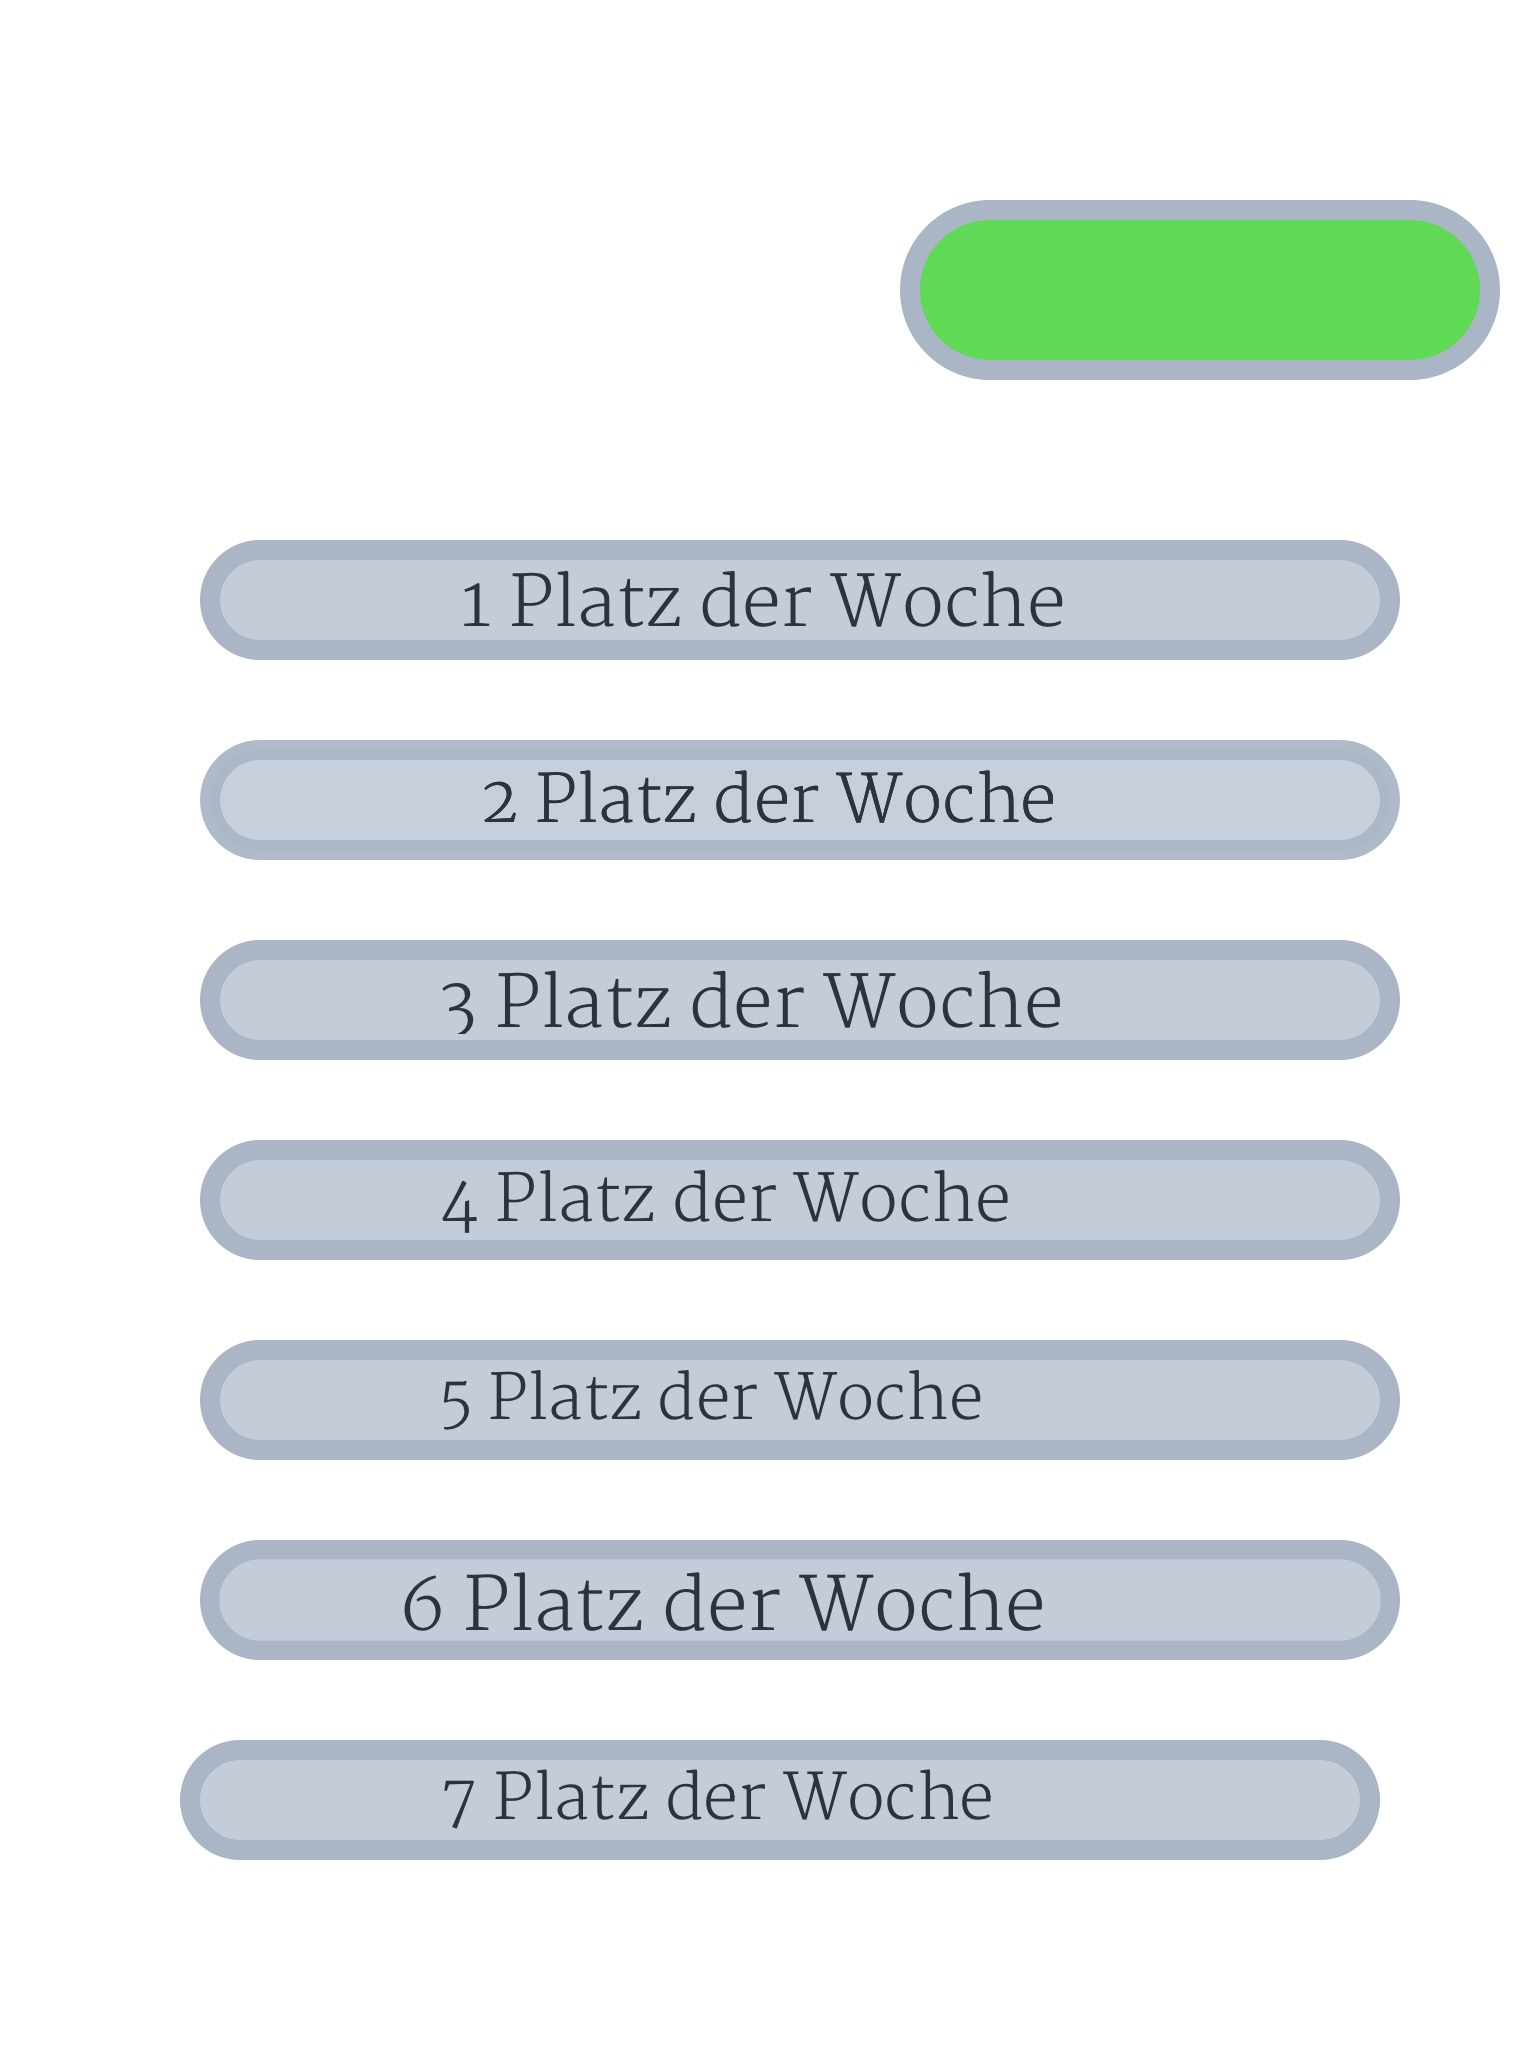 1 Platz der Woche
2 Platz der Woche
3 Platz der Woche
4 Platz der Woche
5 Platz der Woche
6 Platz der Woche
7 Platz der Woche